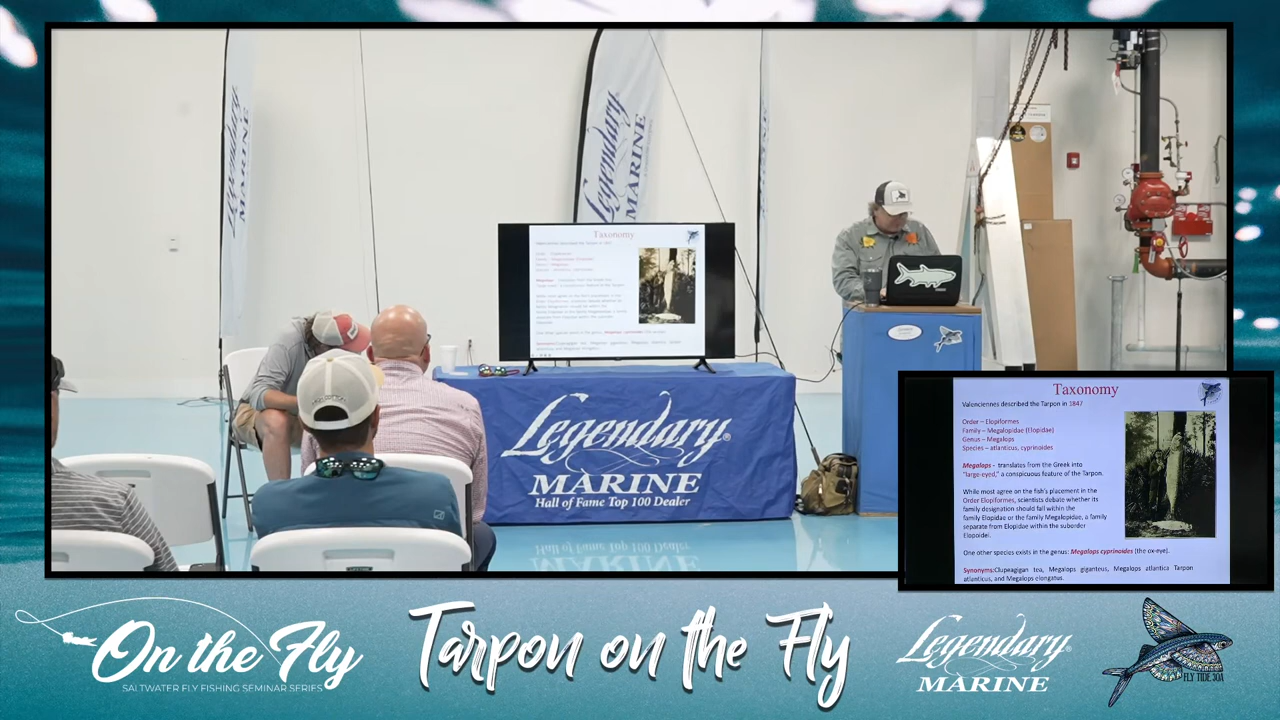 Legendary
MARINE
Legendary
MARINE
Taxonomy
Legendary®
MARINE
Hall of Fame Top 100 Dealer
Taxonomy
Valenciennes described the Tarpon in 1847
Order – Elopiformes
Family – Megalopidae (Elopidae)
Genus – Megalops
Species – atlanticus, cyprinoides
Megalops - translates from the Greek into
"large-eyed," a conspicuous feature of the Tarpon.
While most agree on the fish's placement in the
Order Elopiformes, scientists debate whether its
family designation should fall within the
family Elopidae or the family Megalopidae, a family
separate from Elopidae within the suborder
Elopoidei.
One other species exists in the genus: Megalops cyprinoides (the ox-eye).
Synonyms:Clupeagigan tea, Megalops giganteus, Megalops atlantica Tarpon
atlanticus, and Megalops elongatus.
On the Fly
SALTWATER FLY FISHING SEMINAR SERIES
Tarpon on the Fly
Legendary®
MARINE
FLY TIDE 30A